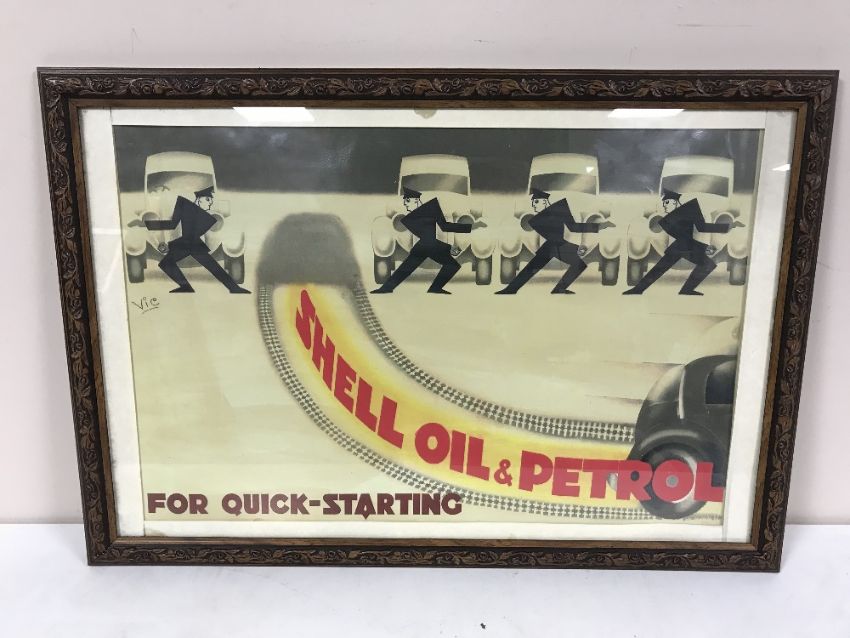 Vic
SHELL OIL & PETROL
FOR QUICK-STARTING